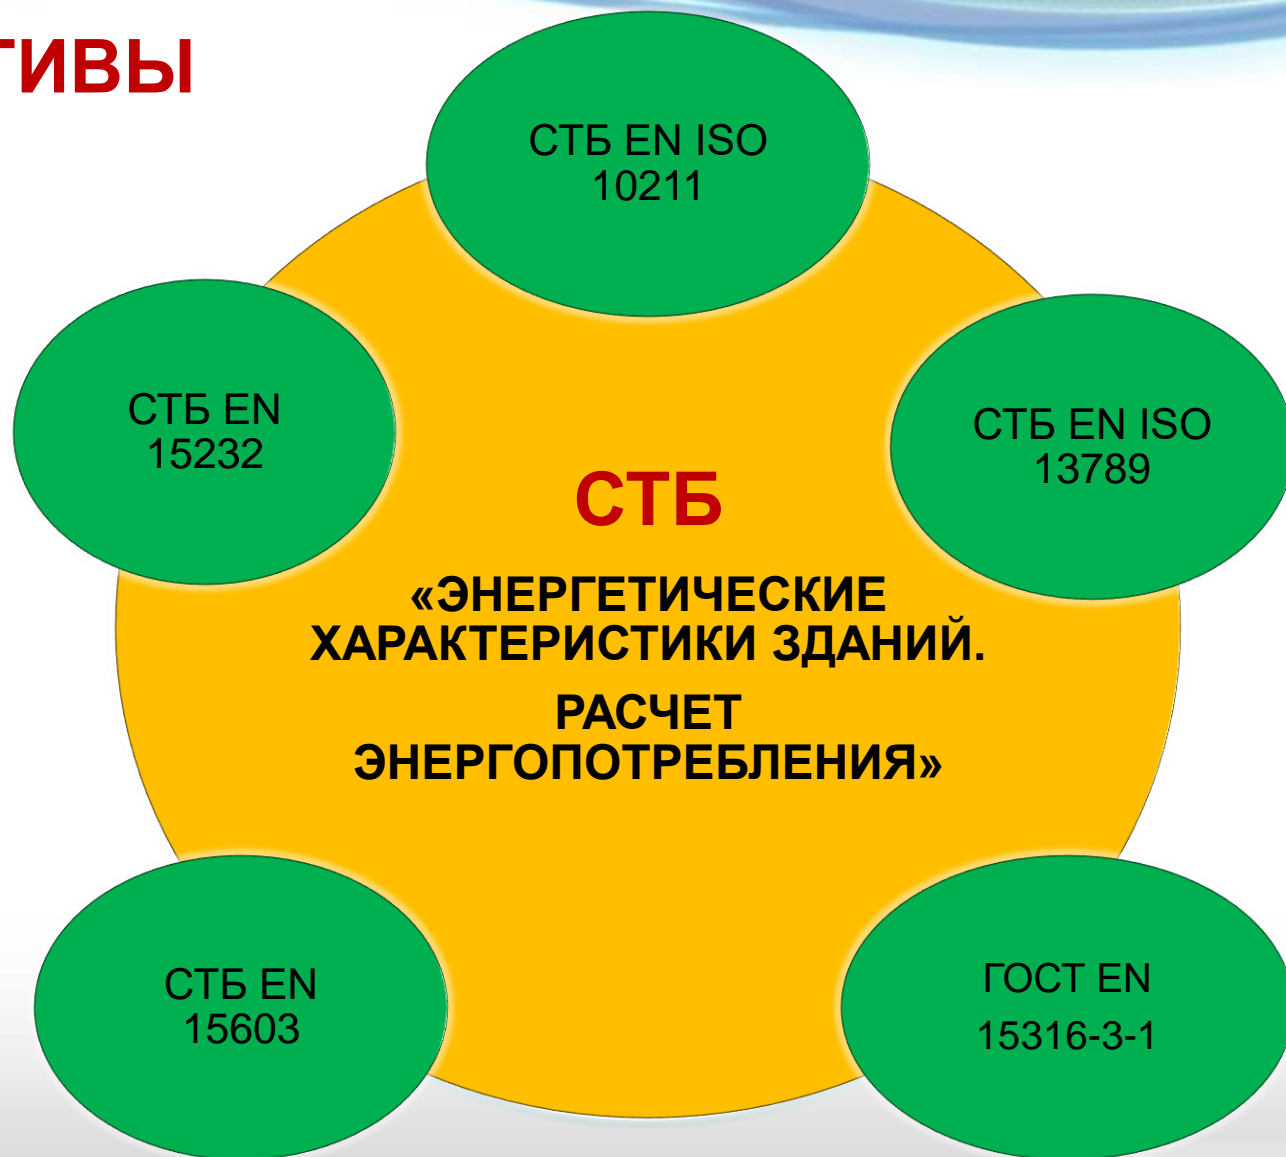 ТИВЫ
СТБ EN ISO
10211
СТБ EN
15232
СТБ EN ISO
13789
СТБ
«ЭНЕРГЕТИЧЕСКИЕ
ХАРАКТЕРИСТИКИ ЗДАНИЙ.
РАСЧЕТ
ЭНЕРГОПОТРЕБЛЕНИЯ»
СТБ EN
15603
ГОСТ EN
15316-3-1